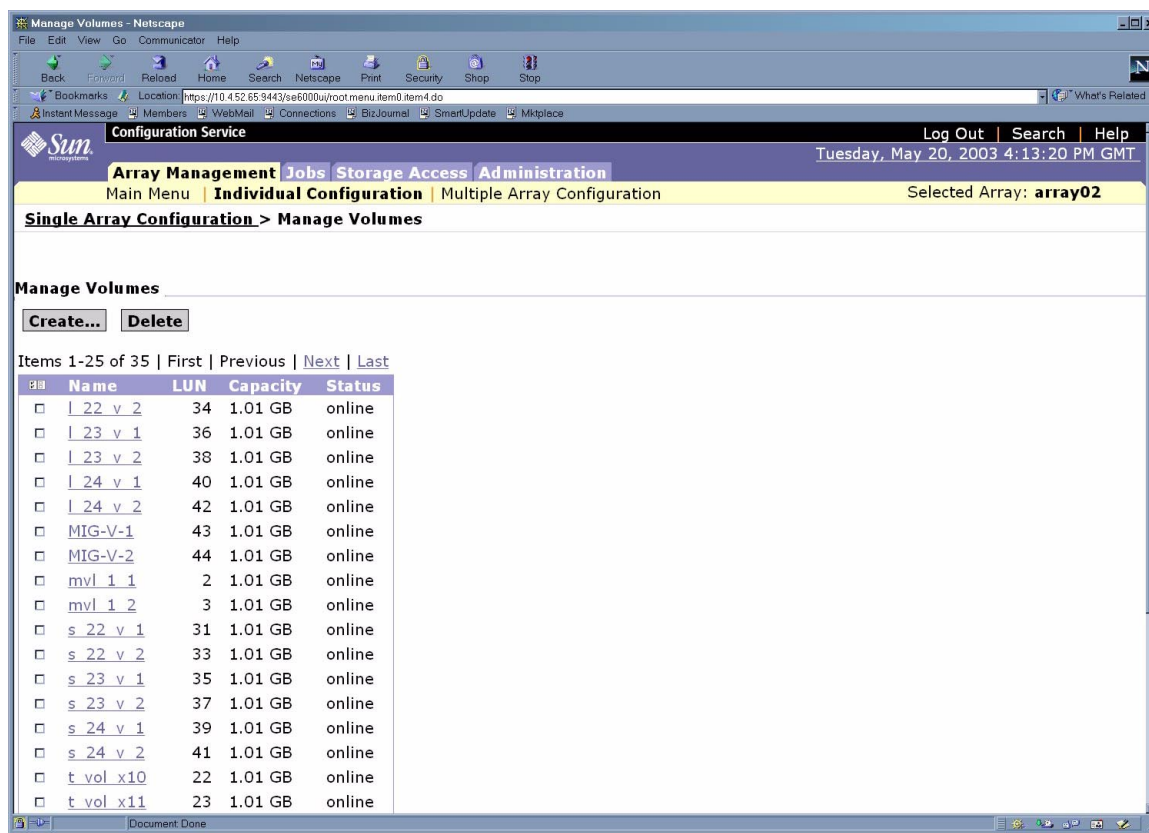 Manage Volumes - Netscape
File Edit View Go Communicator Help
Back Forward Reload Home Search Netscape Print Security Shop Stop
Bookmarks Location: https://10.4.52.65:9443/se6000ui/root.menu.item0.item4.do What's Related
Instant Message Members WebMail Connections BizJournal SmartUpdate Mktplace
Sun microsystems
Configuration Service
Log Out | Search | Help
Tuesday, May 20, 2003 4:13:20 PM GMT
Array Management Jobs Storage Access Administration
Main Menu | Individual Configuration | Multiple Array Configuration Selected Array: array02
Single Array Configuration > Manage Volumes
Manage Volumes
Create... Delete
Items 1-25 of 35 | First | Previous | Next | Last
Name LUN Capacity Status
l_22_v_2 34 1.01 GB online
l_23_v_1 36 1.01 GB online
l_23_v_2 38 1.01 GB online
l_24_v_1 40 1.01 GB online
l_24_v_2 42 1.01 GB online
MIG-V-1 43 1.01 GB online
MIG-V-2 44 1.01 GB online
mvl_1_1 2 1.01 GB online
mvl_1_2 3 1.01 GB online
s_22_v_1 31 1.01 GB online
s_22_v_2 33 1.01 GB online
s_23_v_1 35 1.01 GB online
s_23_v_2 37 1.01 GB online
s_24_v_1 39 1.01 GB online
s_24_v_2 41 1.01 GB online
t_vol_x10 22 1.01 GB online
t_vol_x11 23 1.01 GB online
Document Done